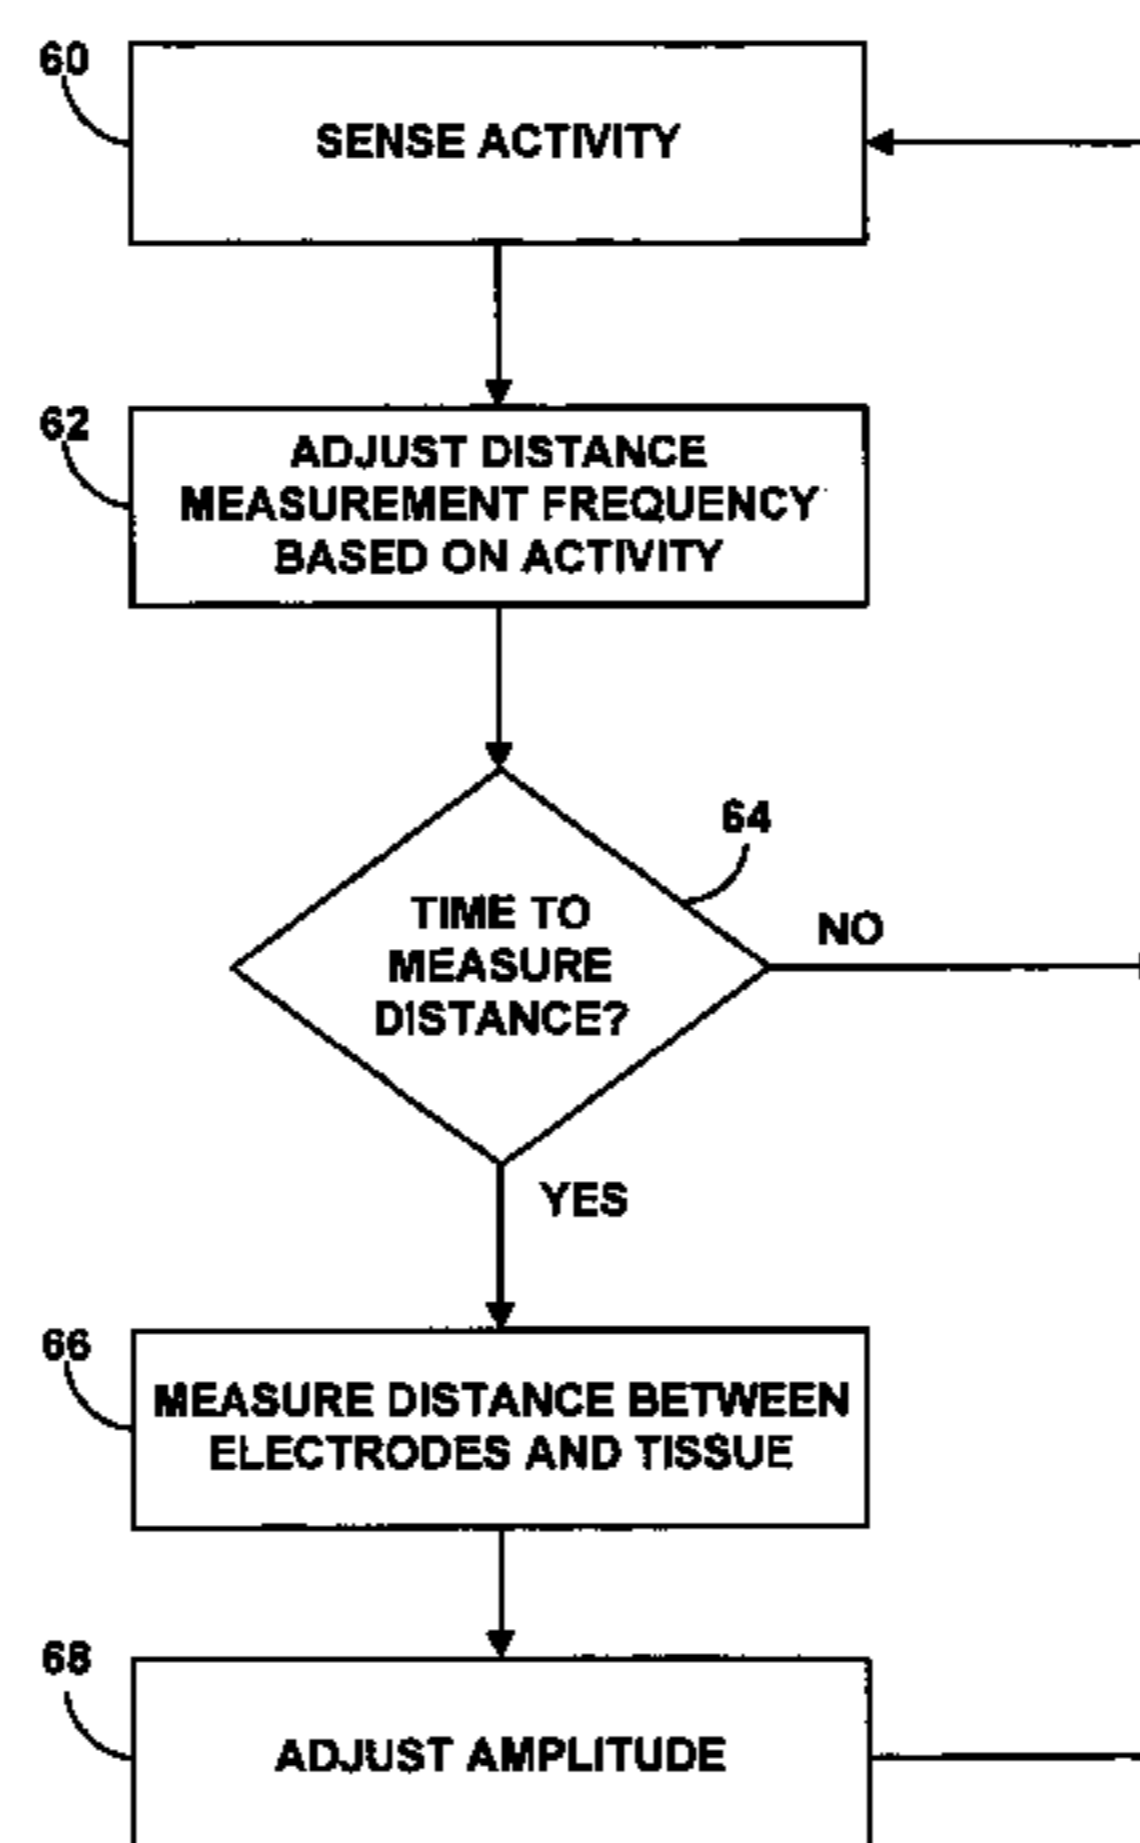 60
SENSE ACTIVITY
62
ADJUST DISTANCE
MEASUREMENT FREQUENCY
BASED ON ACTIVITY
64
TIME TO
MEASURE
DISTANCE?
NO
YES
66
MEASURE DISTANCE BETWEEN
ELECTRODES AND TISSUE
68
ADJUST AMPLITUDE